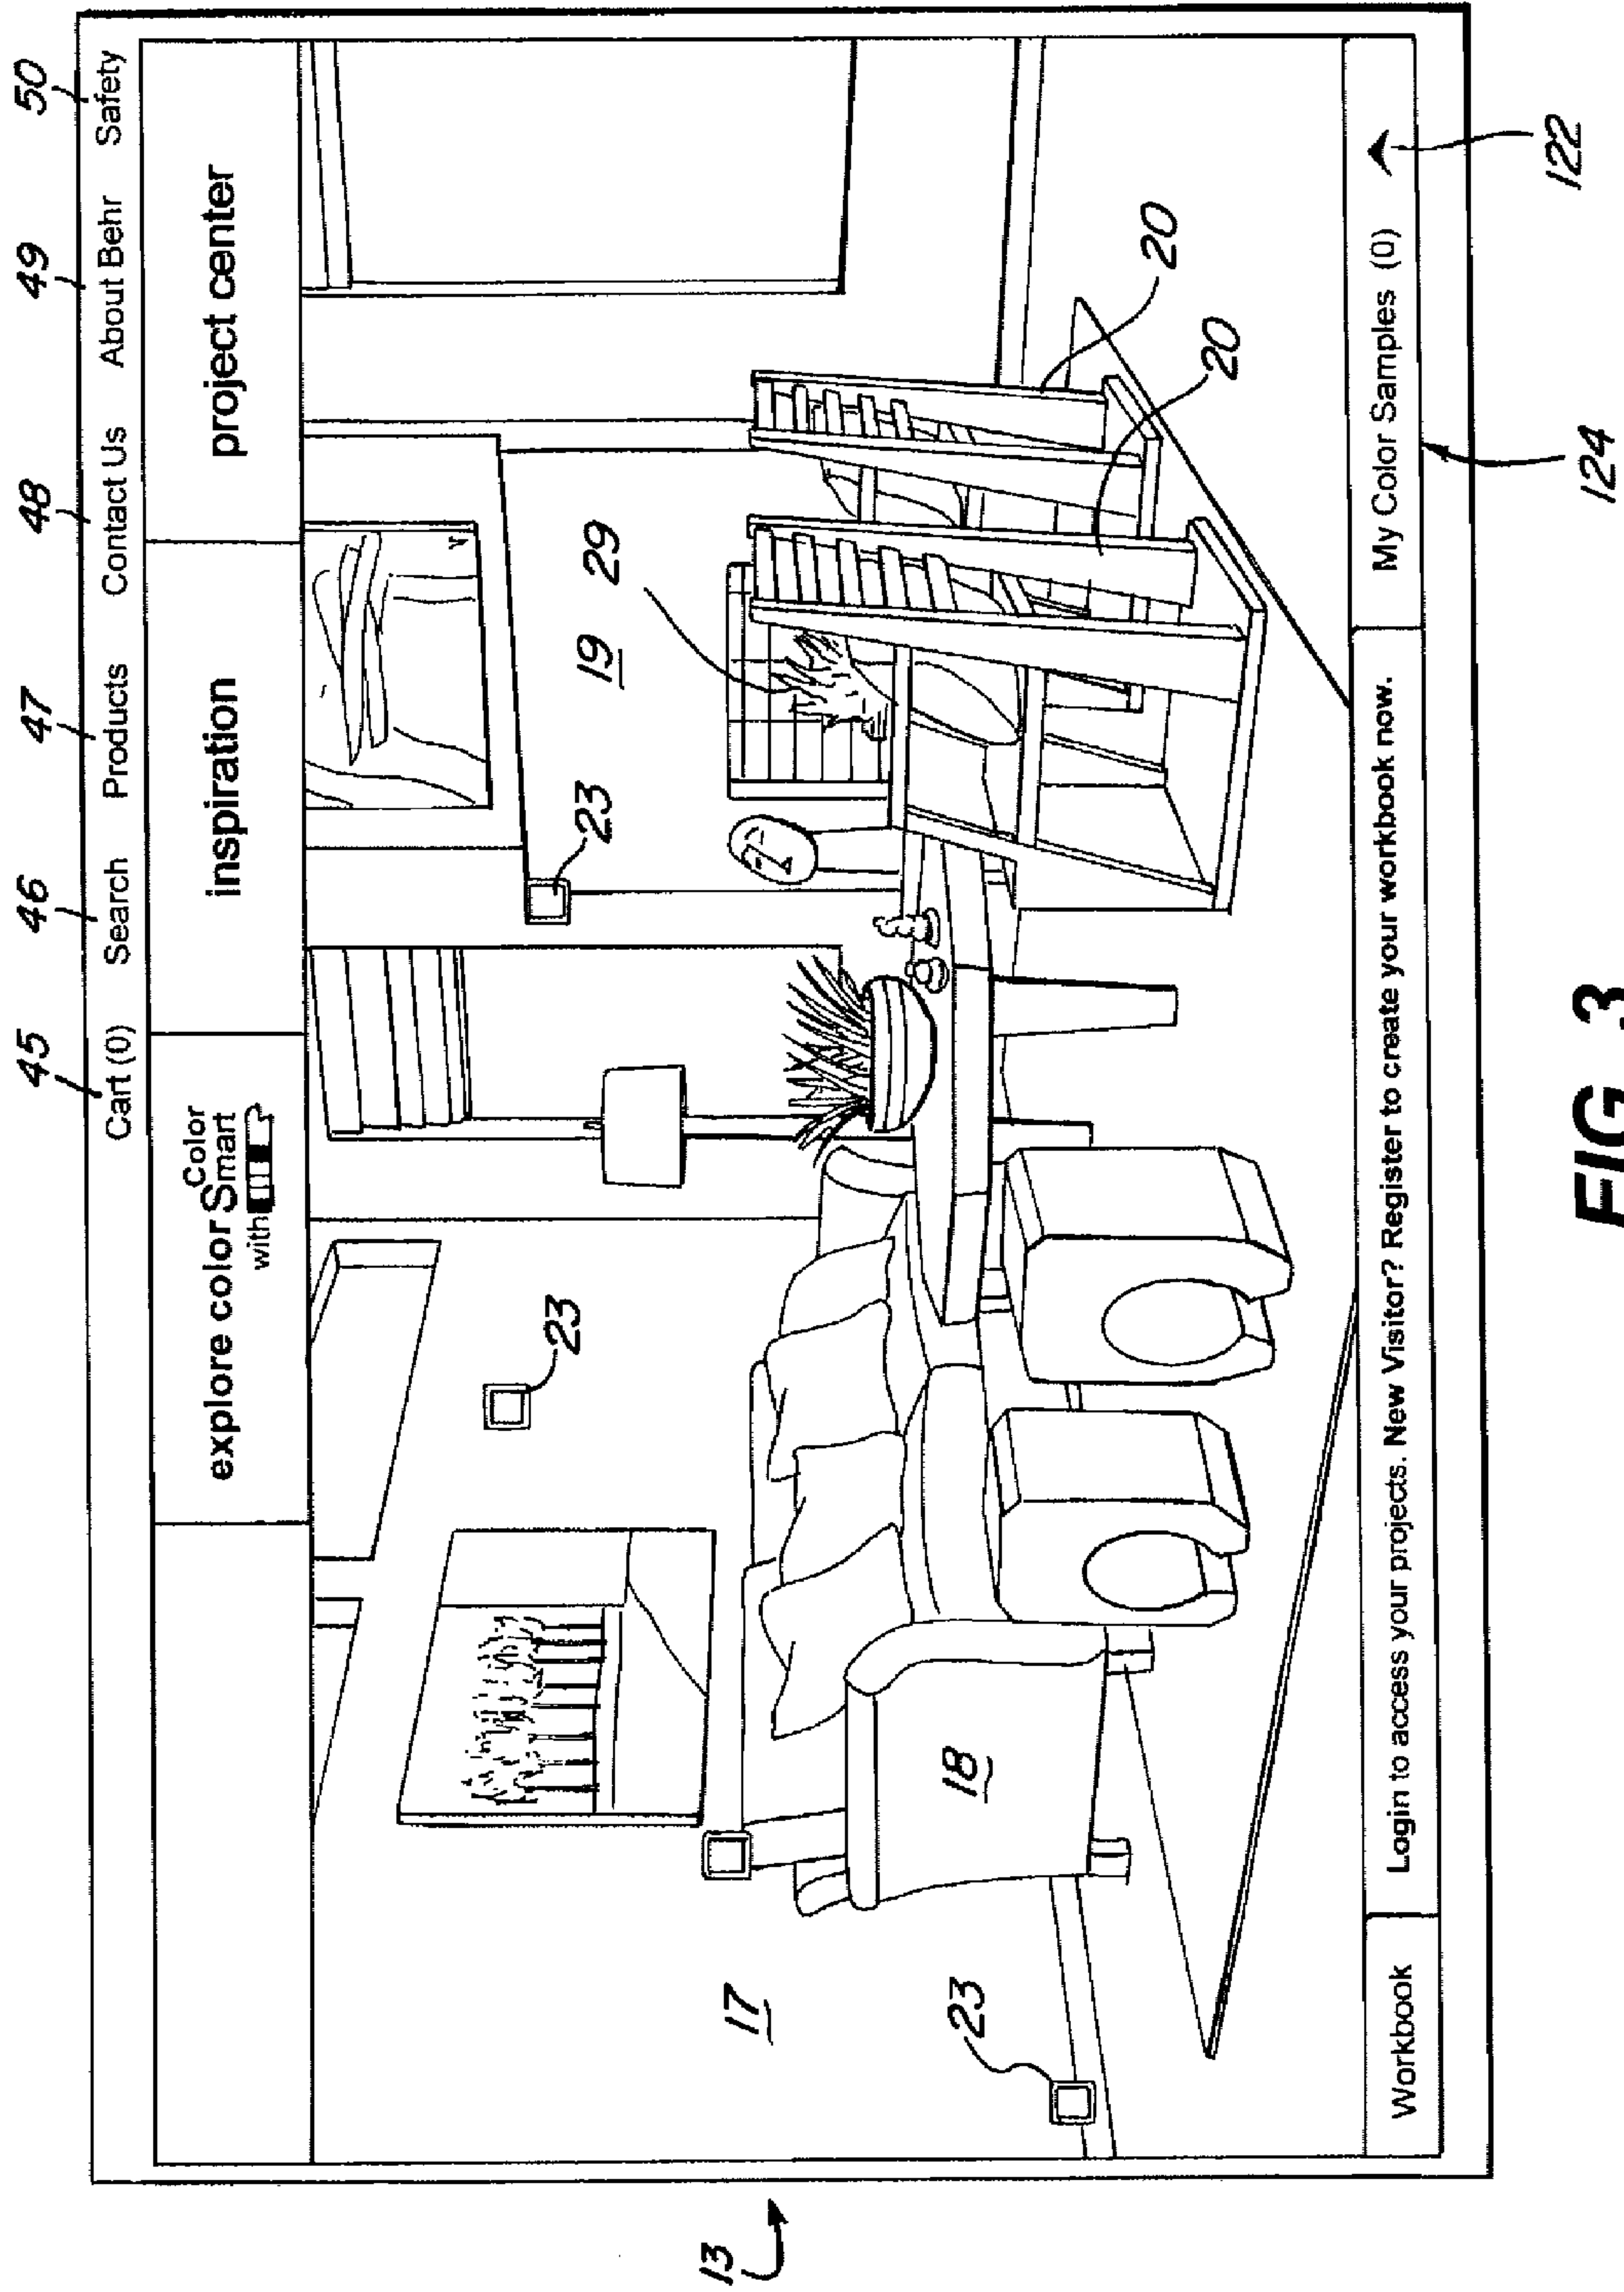 45 46 47 48 49 50
Cart (0) Search Products Contact Us About Behr Safety
explore color
with
Color
Smart
inspiration
project center
23
23
19
29
17
18
20
20
23
13
Workbook
Login to access your projects. New Visitor? Register to create your workbook now.
My Color Samples (0)
124
122
FIG. 3